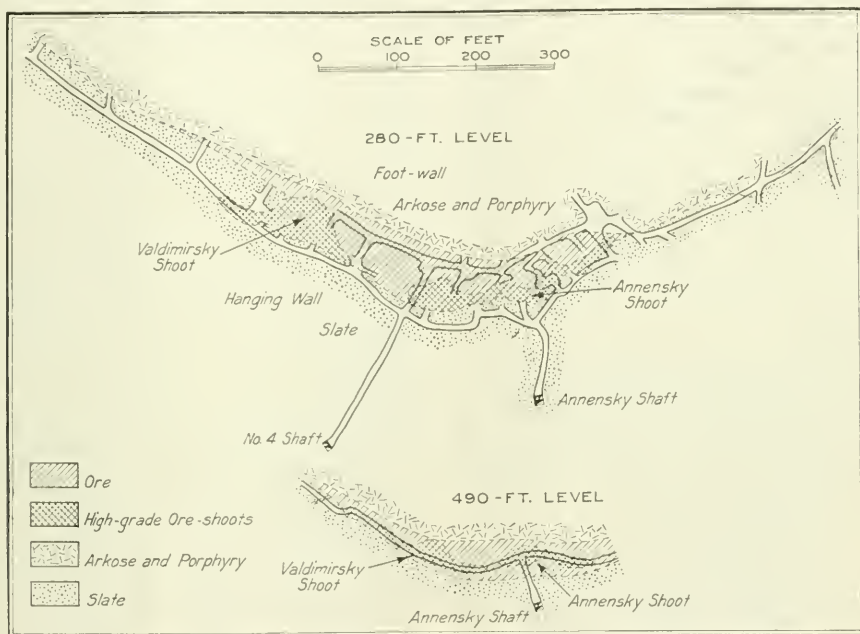 SCALE OF FEET
0 100 200 300
280-FT. LEVEL
Foot-wall
Arkose and Porphyry
Valdimirsky
Shoot
Hanging Wall
Slate
Annensky
Shoot
Annensky Shaft
No. 4 Shaft
Ore
High-grade Ore-shoots
Arkose and Porphyry
Slate
490-FT. LEVEL
Valdimirsky
Shoot
Annensky Shaft
Annensky Shoot